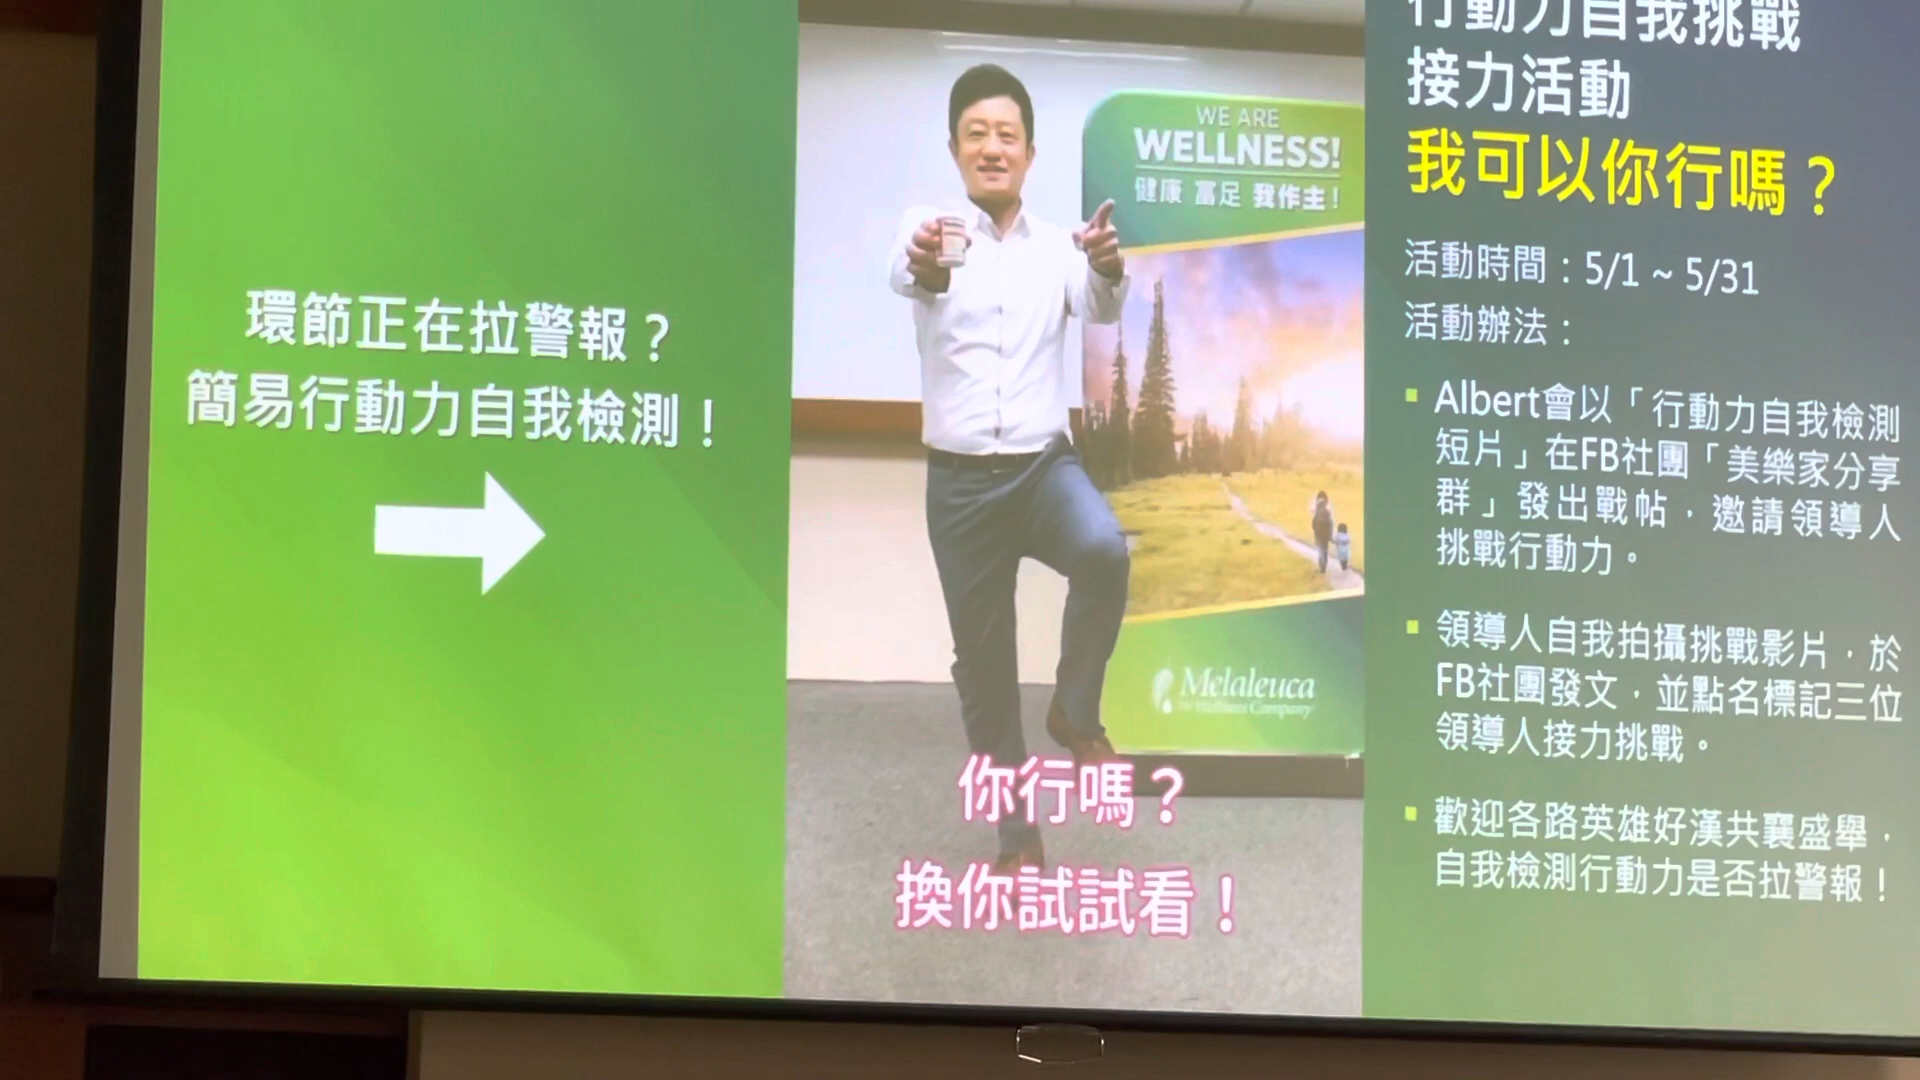 環節正在拉警報？
簡易行動力自我檢測！
WE ARE
WELLNESS!
健康 富足 我作主！
Melaleuca
The Wellness Company
你行嗎？
換你試試看！
行動力自我挑戰
接力活動
我可以你行嗎？
活動時間：5/1 ~ 5/31
活動辦法：
Albert會以「行動力自我檢測
短片」在FB社團「美樂家分享
群」發出戰帖，邀請領導人
挑戰行動力。
領導人自我拍攝挑戰影片，於
FB社團發文，並點名標記三位
領導人接力挑戰。
歡迎各路英雄好漢共襄盛舉，
自我檢測行動力是否拉警報！